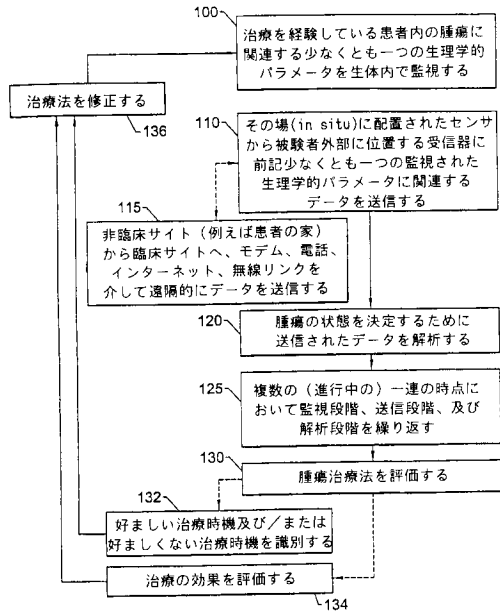 100
治療を経験している患者内の腫瘍に
関連する少なくとも一つの生理学的
パラメータを生体内で監視する
治療法を修正する
136
110
その場(in situ)に配置されたセンサ
から被験者外部に位置する受信器に
前記少なくとも一つの監視された
生理学的パラメータに関連する
データを送信する
115
非臨床サイト(例えば患者の家)
から臨床サイトへ、モデム、電話、
インターネット、無線リンクを
介して遠隔的にデータを送信する
120
腫瘍の状態を決定するために
送信されたデータを解析する
125
複数の(進行中の)一連の時点に
おいて監視段階、送信段階、及び
解析段階を繰り返す
130
腫瘍治療法を評価する
132
好ましい治療時機及び/または
好ましくない治療時機を識別する
治療の効果を評価する
134